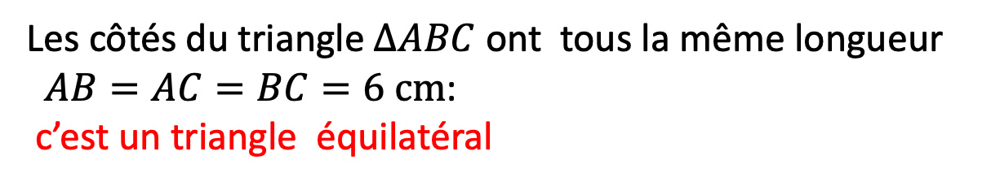 Les côtés du triangle Δ𝐴𝐵𝐶 ont tous la même longueur
𝐴𝐵 = 𝐴𝐶 = 𝐵𝐶 = 6 cm:
c’est un triangle équilatéral